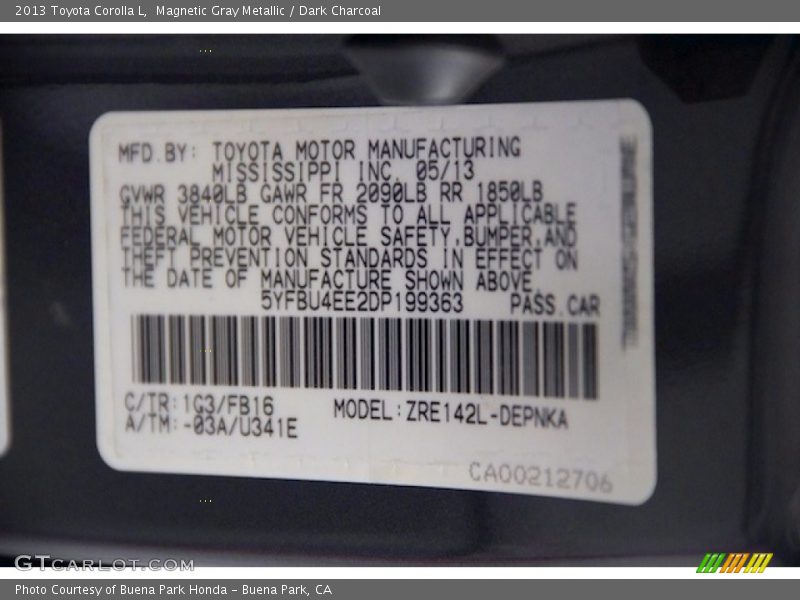 2013 Toyota Corolla L, Magnetic Gray Metallic / Dark Charcoal
MFD. BY: TOYOTA MOTOR MANUFACTURING
MISSISSIPPI INC. 05/13
GVWR 3840LB GAWR FR 2090LB RR 1850LB
THIS VEHICLE CONFORMS TO ALL APPLICABLE
FEDERAL MOTOR VEHICLE SAFETY,BUMPER,AND
THEFT PREVENTION STANDARDS IN EFFECT ON
THE DATE OF MANUFACTURE SHOWN ABOVE.
5YFBU4EE2DP199363 PASS.CAR
C/TR:1G3/FB16 MODEL:ZRE142L-DEPNKA
A/TM:-03A/U341E
CA00212706
GTCARLOT.COM
Photo Courtesy of Buena Park Honda - Buena Park, CA